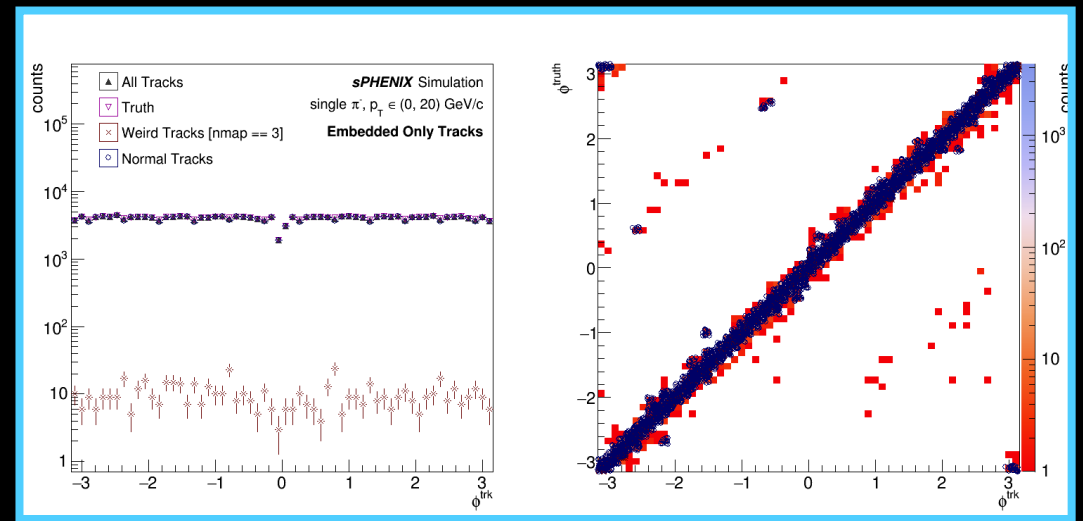 counts
All Tracks
Truth
Weird Tracks [nmap == 3]
Normal Tracks
sPHENIX Simulation
single π⁻, p_T ∈ (0, 20) GeV/c
Embedded Only Tracks
10⁵
10⁴
10³
10²
10
1
−3 −2 −1 0 1 2 3
ϕ^trk
ϕ^truth
3
2
1
0
−1
−2
−3
−3 −2 −1 0 1 2 3
ϕ^trk
counts
10³
10²
10
1